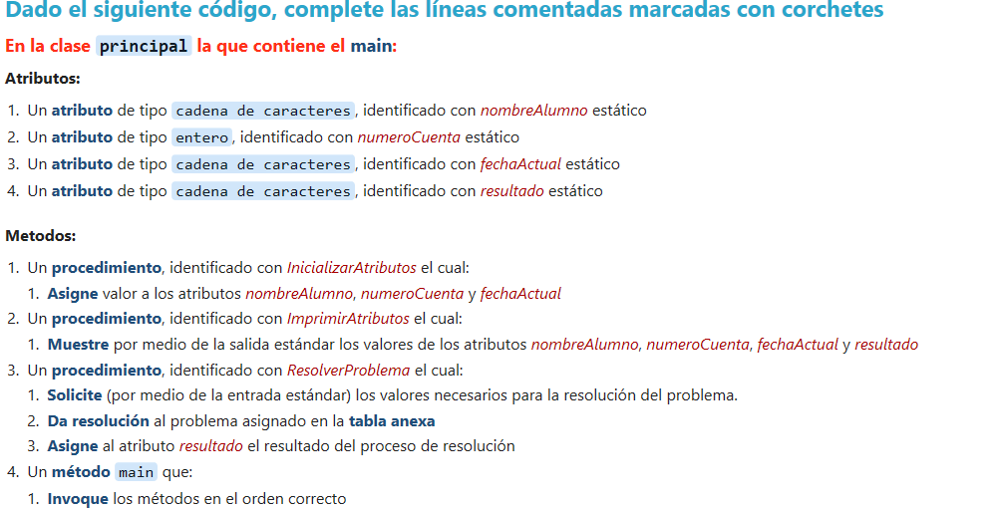 Dado el siguiente código, complete las líneas comentadas marcadas con corchetes
En la clase principal la que contiene el main:
Atributos:
1. Un atributo de tipo cadena de caracteres, identificado con nombreAlumno estático
2. Un atributo de tipo entero, identificado con numeroCuenta estático
3. Un atributo de tipo cadena de caracteres, identificado con fechaActual estático
4. Un atributo de tipo cadena de caracteres, identificado con resultado estático
Metodos:
1. Un procedimiento, identificado con InicializarAtributos el cual:
1. Asigne valor a los atributos nombreAlumno, numeroCuenta y fechaActual
2. Un procedimiento, identificado con ImprimirAtributos el cual:
1. Muestre por medio de la salida estándar los valores de los atributos nombreAlumno, numeroCuenta, fechaActual y resultado
3. Un procedimiento, identificado con ResolverProblema el cual:
1. Solicite (por medio de la entrada estándar) los valores necesarios para la resolución del problema.
2. Da resolución al problema asignado en la tabla anexa
3. Asigne al atributo resultado el resultado del proceso de resolución
4. Un método main que:
1. Invoque los métodos en el orden correcto